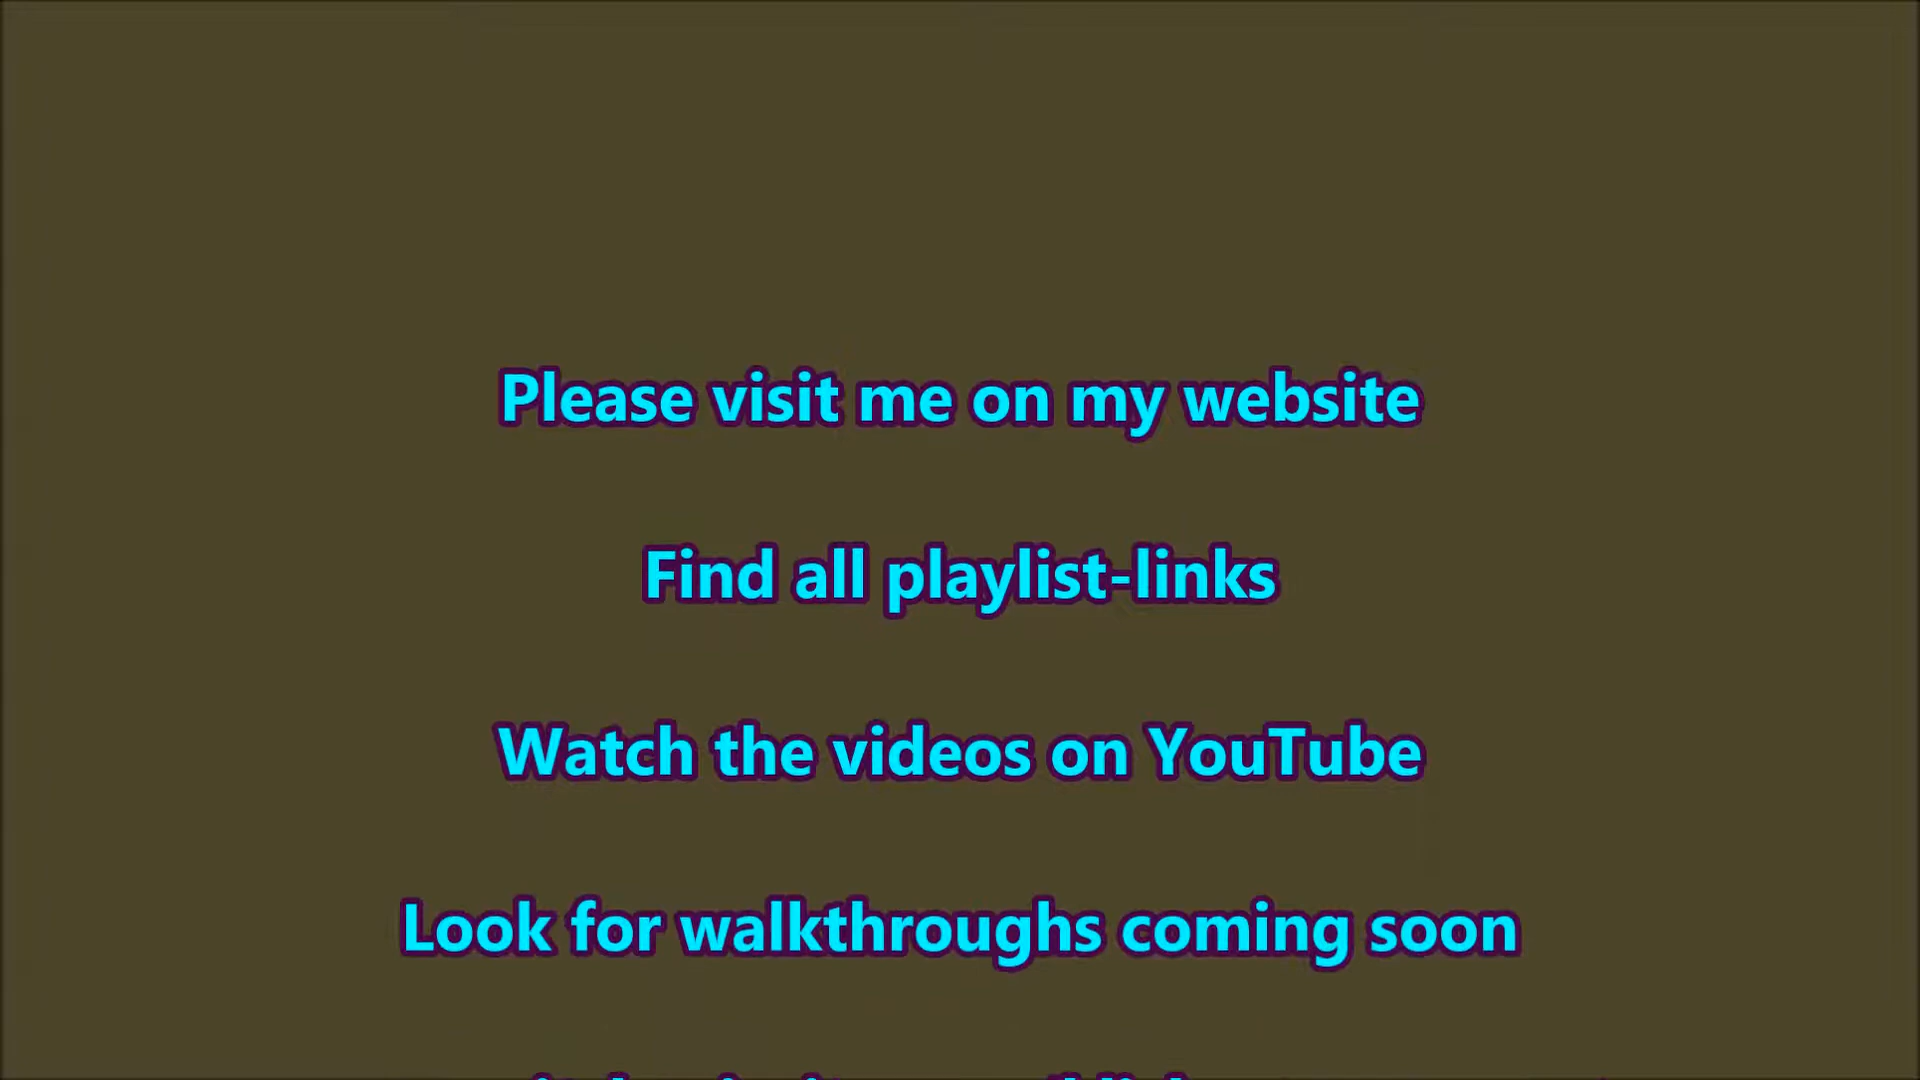 Please visit me on my website
Find all playlist-links
Watch the videos on YouTube
Look for walkthroughs coming soon